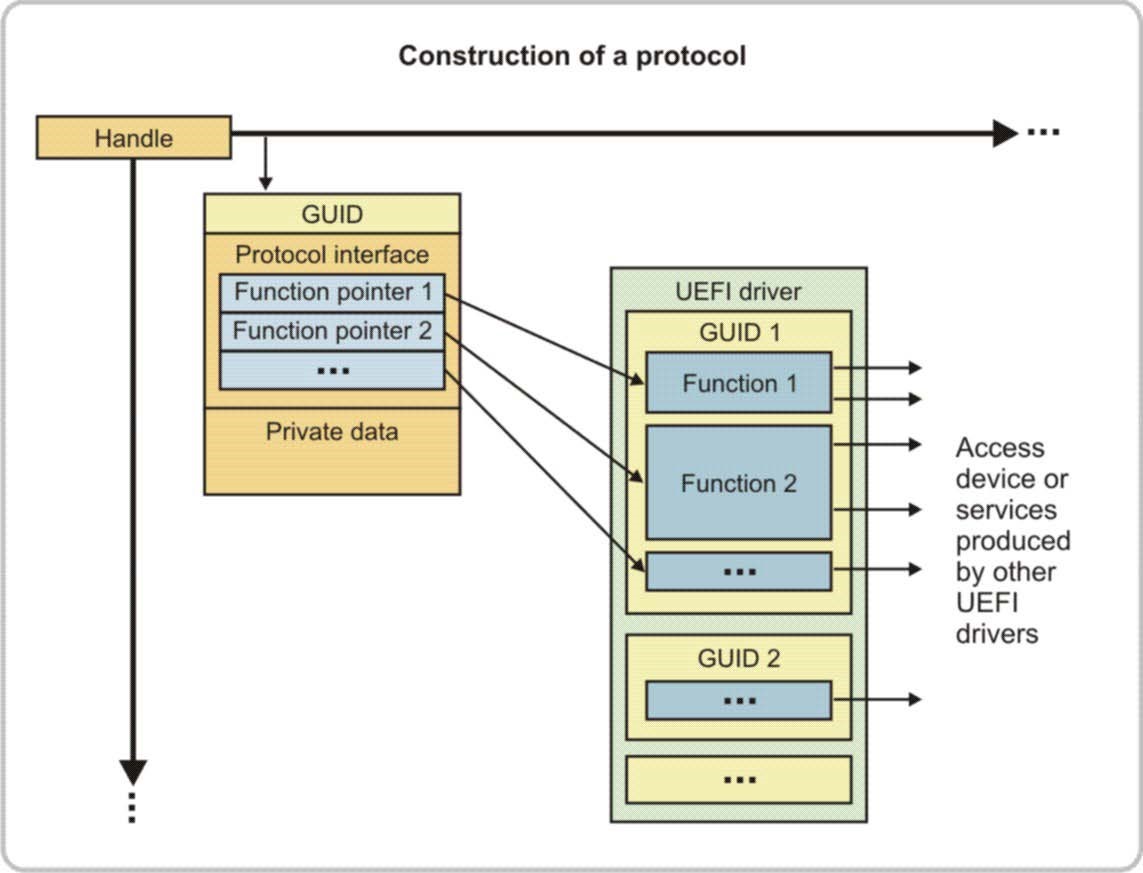 Construction of a protocol
Handle
...
GUID
Protocol interface
Function pointer 1
Function pointer 2
...
Private data
UEFI driver
GUID 1
Function 1
Function 2
...
GUID 2
...
...
Access
device or
services
produced
by other
UEFI
drivers
...